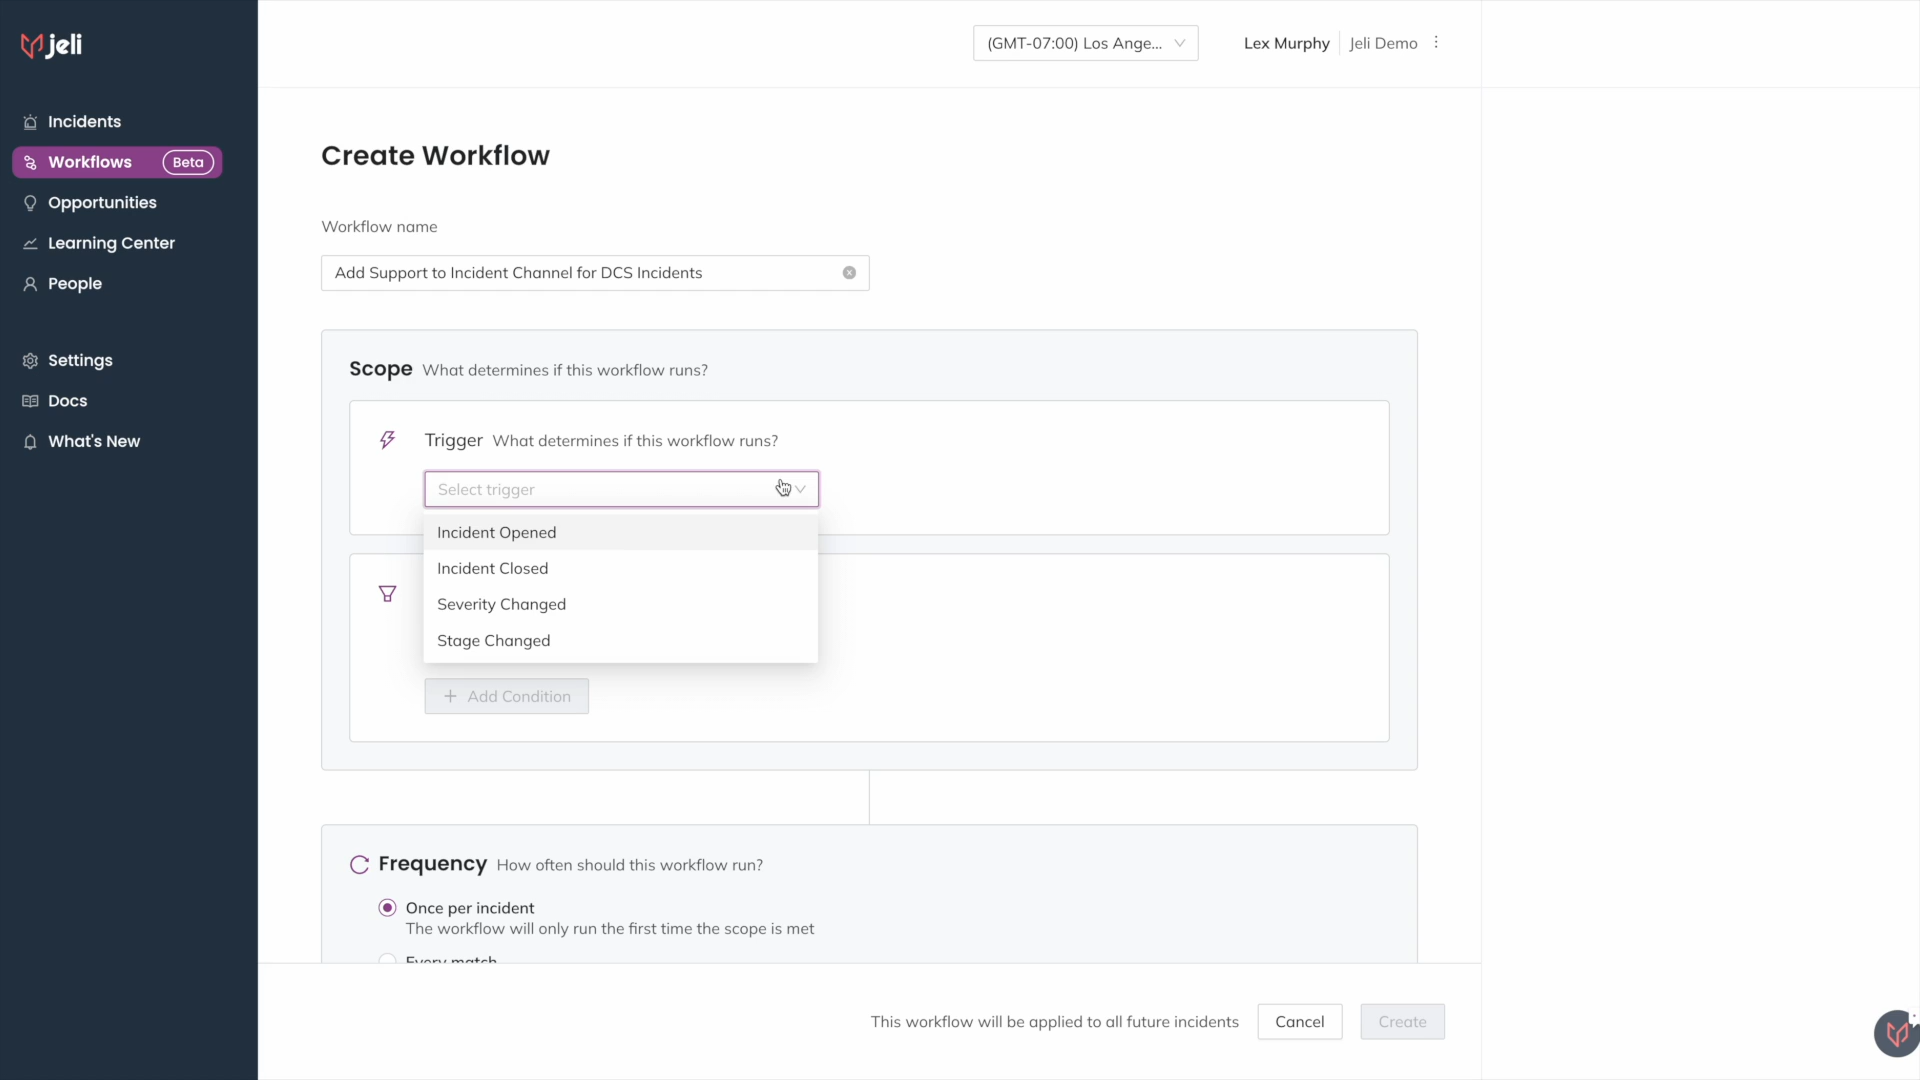 jeli
(GMT-07:00) Los Ange...
Lex Murphy
Jeli Demo
Incidents
Workflows
Beta
Opportunities
Learning Center
People
Settings
Docs
What's New
Create Workflow
Workflow name
Add Support to Incident Channel for DCS Incidents
Scope What determines if this workflow runs?
Trigger What determines if this workflow runs?
Select trigger
Incident Opened
Incident Closed
Severity Changed
Stage Changed
+ Add Condition
Frequency How often should this workflow run?
Once per incident
The workflow will only run the first time the scope is met
Every match
This workflow will be applied to all future incidents
Cancel
Create